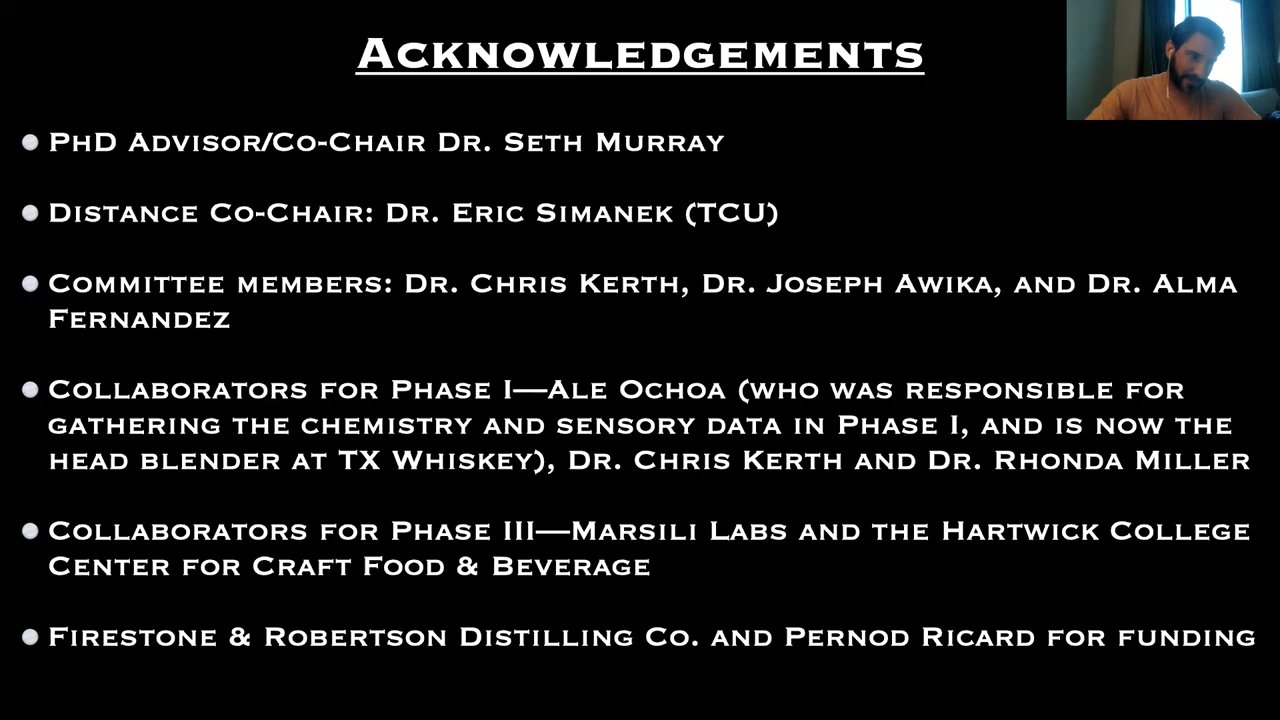 Acknowledgements
PhD Advisor/Co-Chair Dr. Seth Murray
Distance Co-Chair: Dr. Eric Simanek (TCU)
Committee members: Dr. Chris Kerth, Dr. Joseph Awika, and Dr. Alma
Fernandez
Collaborators for Phase I—Ale Ochoa (who was responsible for
gathering the chemistry and sensory data in Phase I, and is now the
head blender at TX Whiskey), Dr. Chris Kerth and Dr. Rhonda Miller
Collaborators for Phase III—Marsili Labs and the Hartwick College
Center for Craft Food & Beverage
Firestone & Robertson Distilling Co. and Pernod Ricard for funding